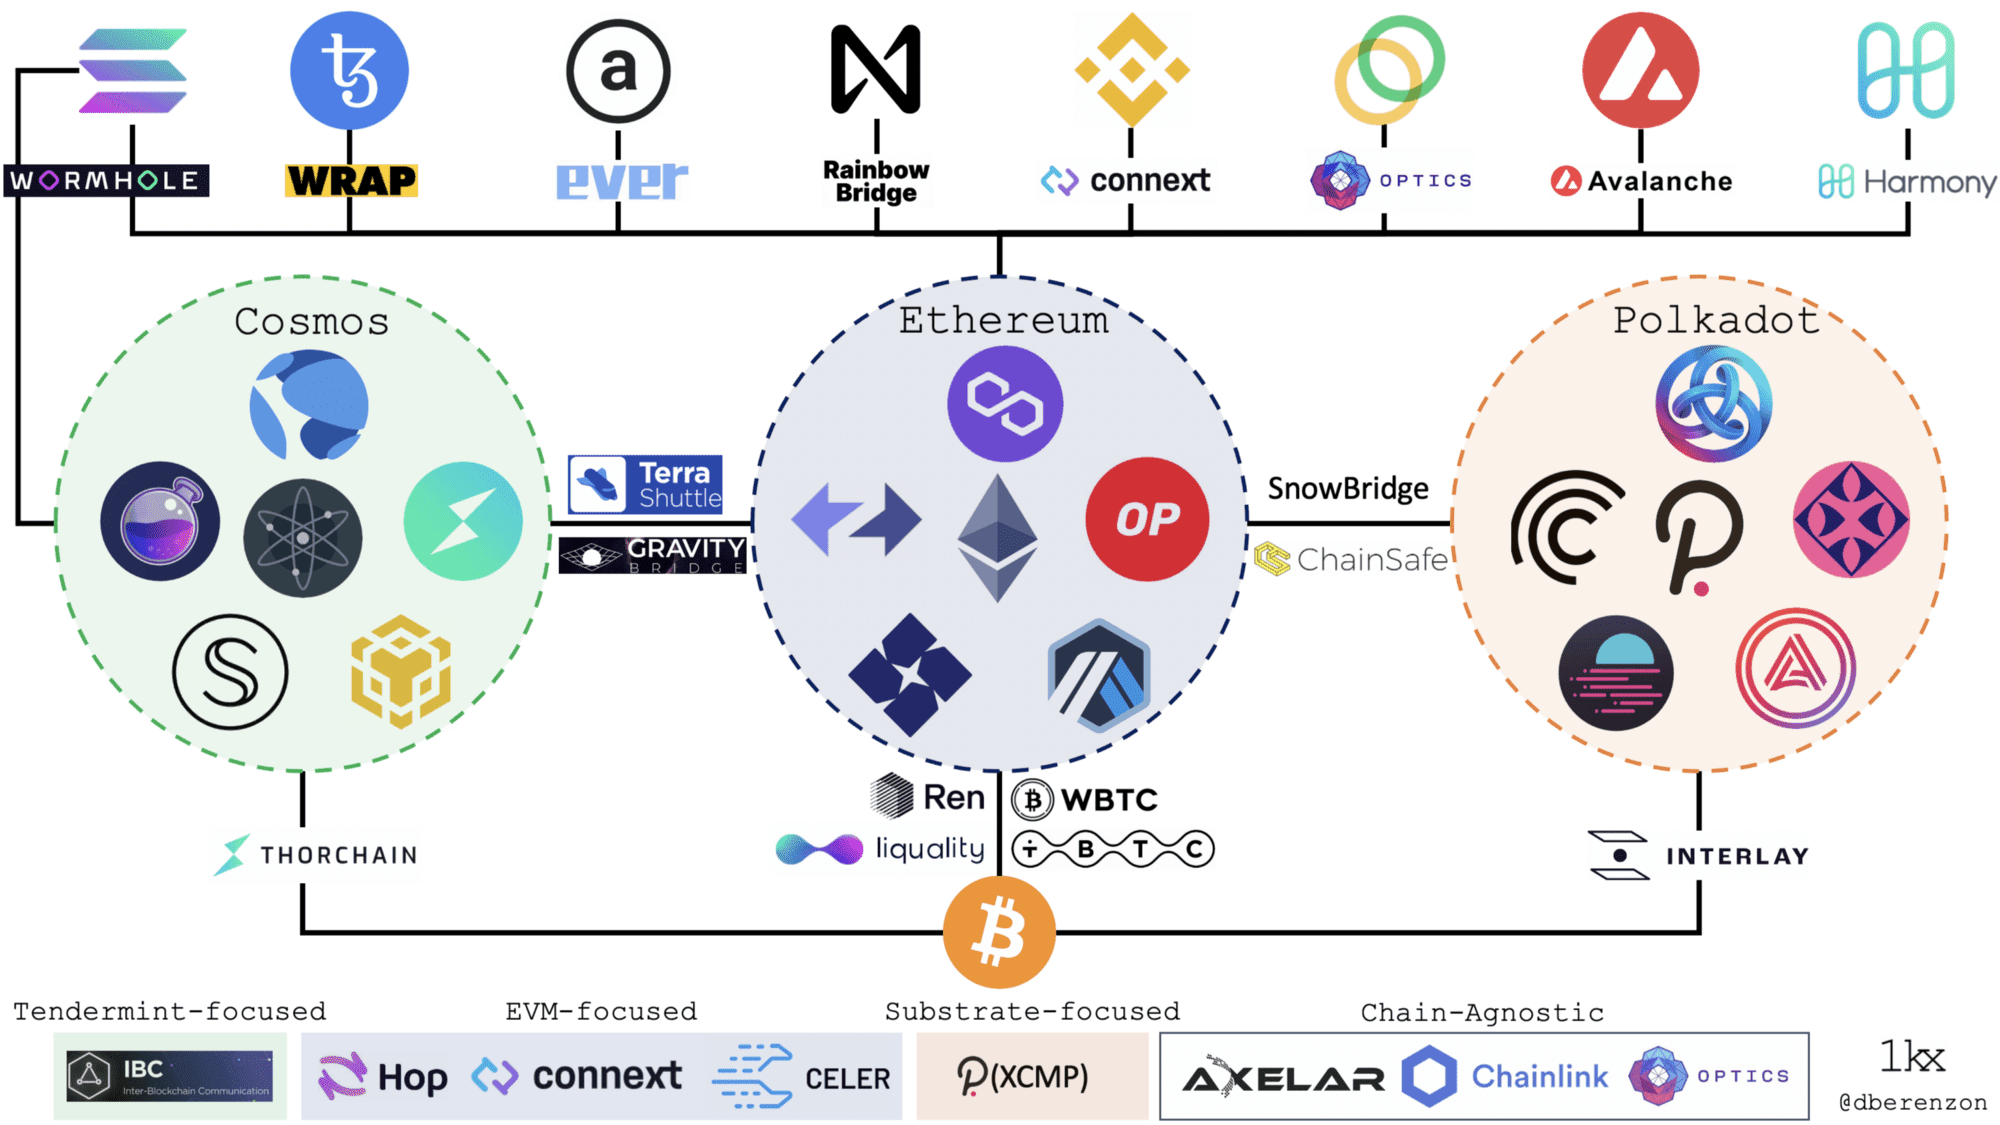 a
WORMHOLE
WRAP
ever
Rainbow
Bridge
connext
OPTICS
Avalanche
Harmony
Cosmos
Ethereum
Polkadot
Terra
Shuttle
GRAVITY
BRIDGE
OP
SnowBridge
ChainSafe
S
Ren
WBTC
liquality
TBTC
THORCHAIN
INTERLAY
Tendermint-focused
EVM-focused
Substrate-focused
Chain-Agnostic
IBC
Inter-Blockchain Communication
Hop
connext
CELER
(XCMP)
AXELAR
Chainlink
OPTICS
1kx
@dberenzon